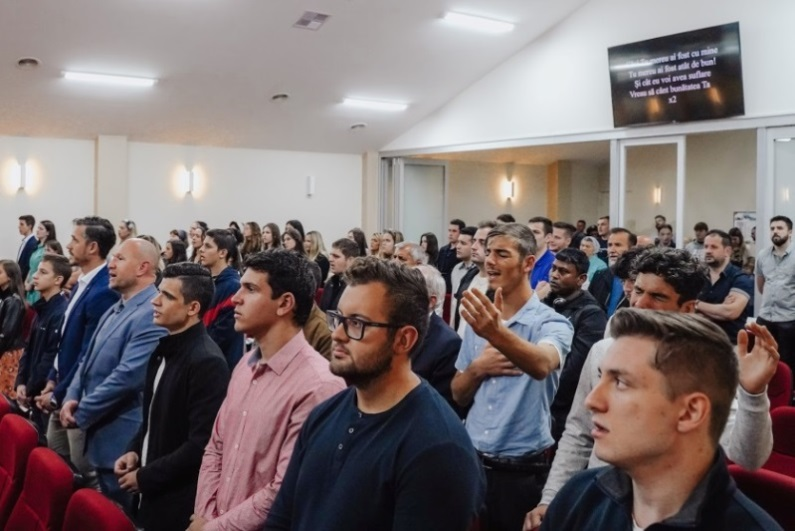 Tu mereu ai fost cu mine
Tu mereu ai fost atât de bun!
Și cât eu voi avea suflare
Vreau să cânt bunătatea Ta
x2